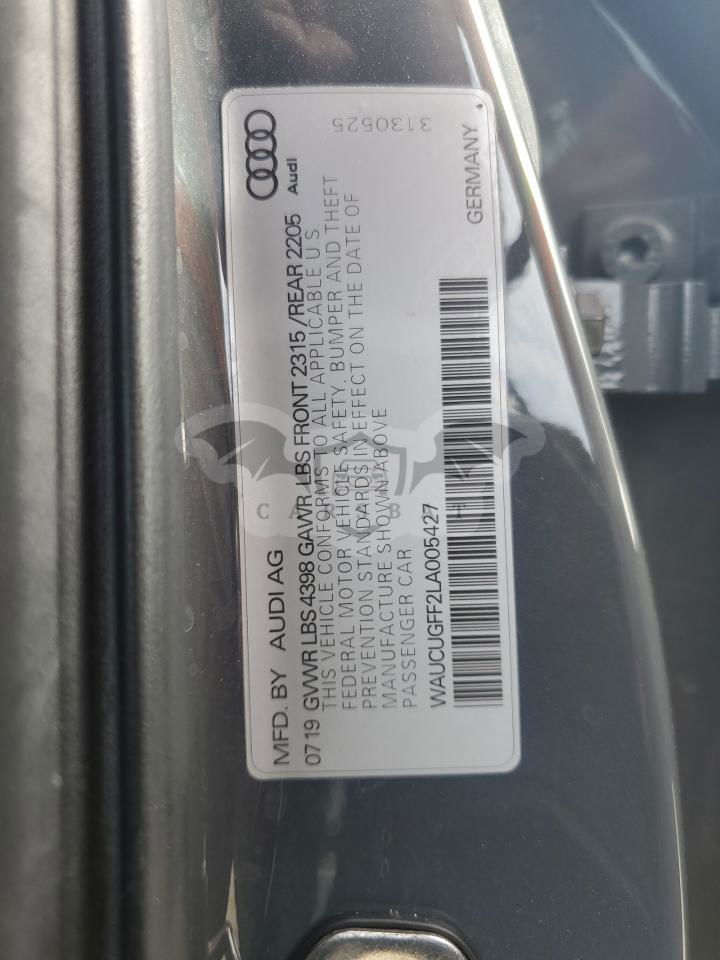 3130525
Audi
MFD. BY AUDI AG
0719 GVWR LBS 4398 GAWR LBS FRONT 2315 /REAR 2205
THIS VEHICLE CONFORMS TO ALL APPLICABLE U.S.
FEDERAL MOTOR VEHICLE SAFETY, BUMPER AND THEFT
PREVENTION STANDARDS IN EFFECT ON THE DATE OF
MANUFACTURE SHOWN ABOVE
PASSENGER CAR
WAUCUGFF2LA005427
GERMANY